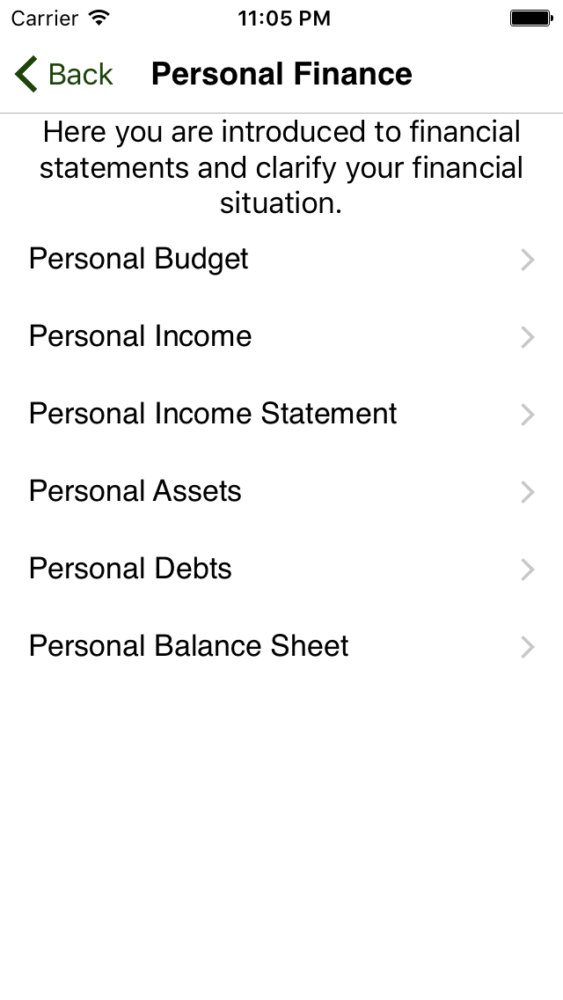 Carrier 11:05 PM
Back Personal Finance
Here you are introduced to financial
statements and clarify your financial
situation.
Personal Budget
Personal Income
Personal Income Statement
Personal Assets
Personal Debts
Personal Balance Sheet